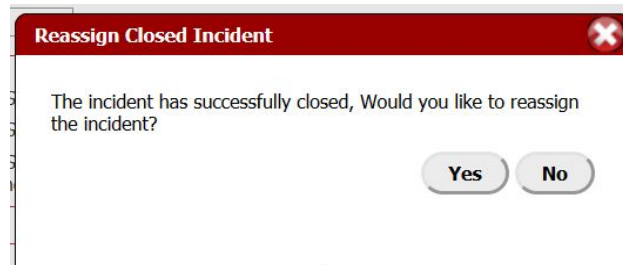 Reassign Closed Incident
The incident has successfully closed, Would you like to reassign
the incident?
Yes No